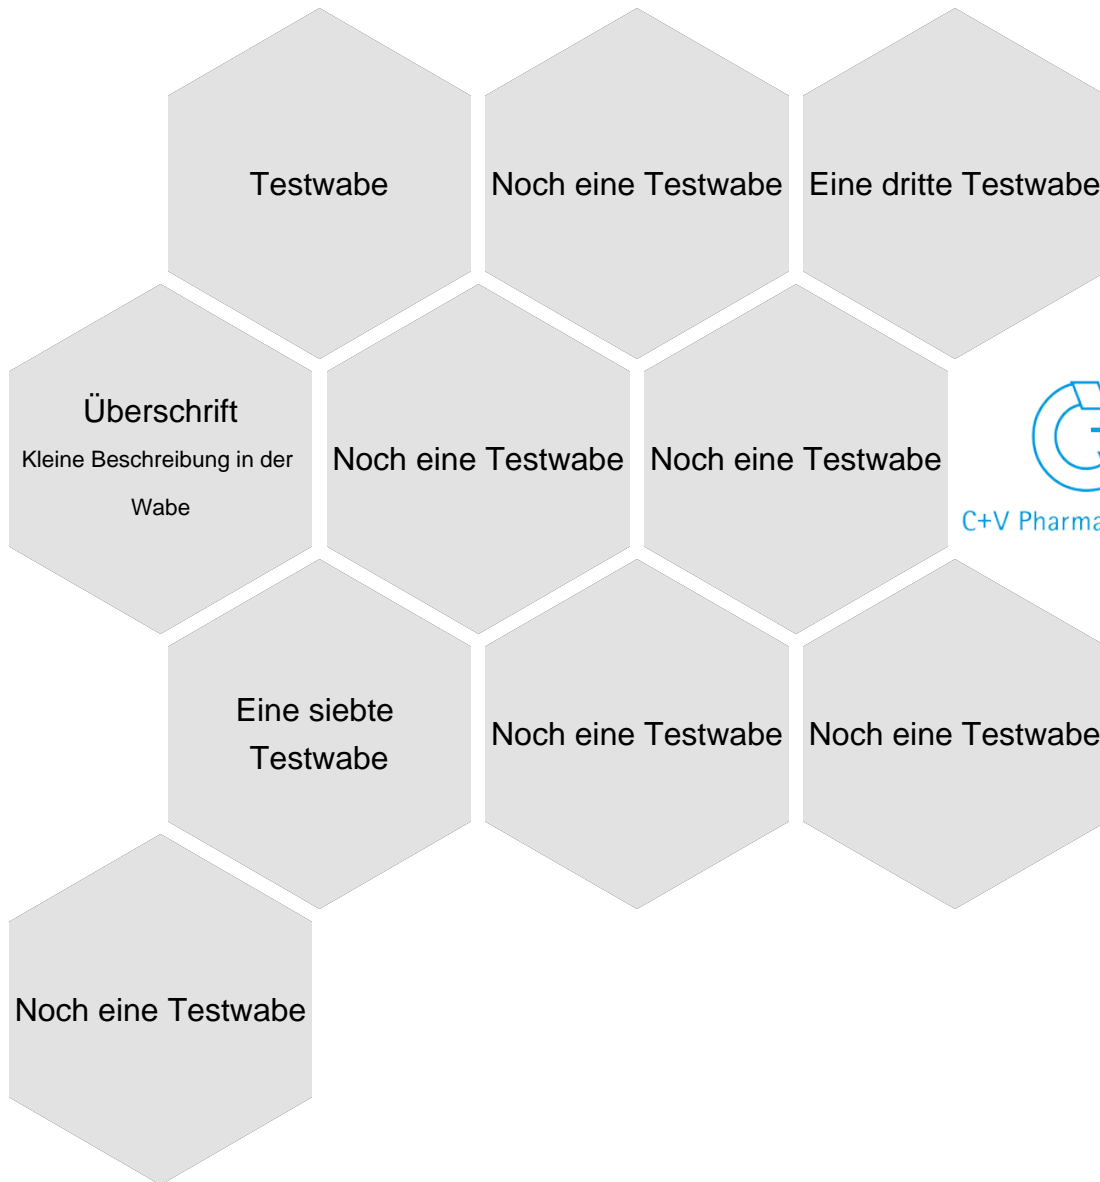 Testwabe
Noch eine Testwabe
Eine dritte Testwabe
Überschrift
Kleine Beschreibung in der
Wabe
Noch eine Testwabe
Noch eine Testwabe
C+V Pharma
Eine siebte
Testwabe
Noch eine Testwabe
Noch eine Testwabe
Noch eine Testwabe